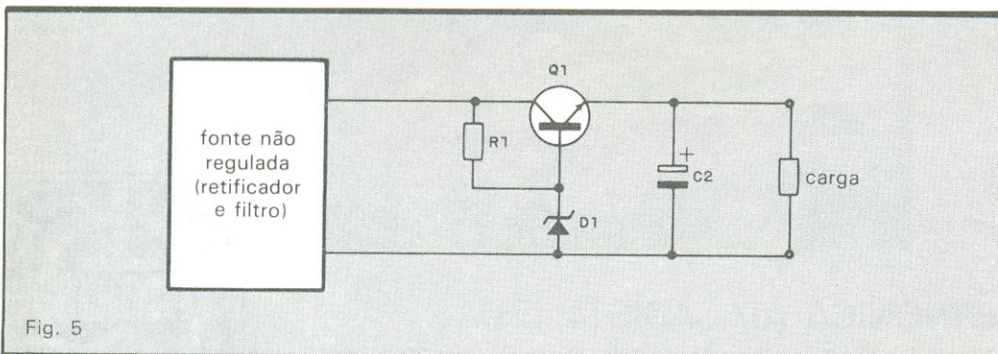 Q1
fonte não
regulada
(retificador
e filtro)
R1
+
C2
carga
D1
Fig. 5